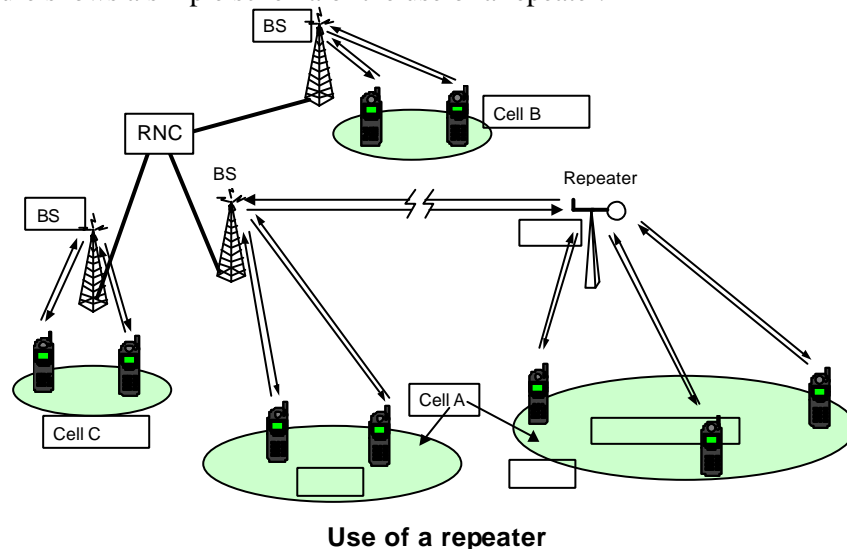 BS
Cell B
RNC
BS
Repeater
BS
Cell A
Cell C
Use of a repeater